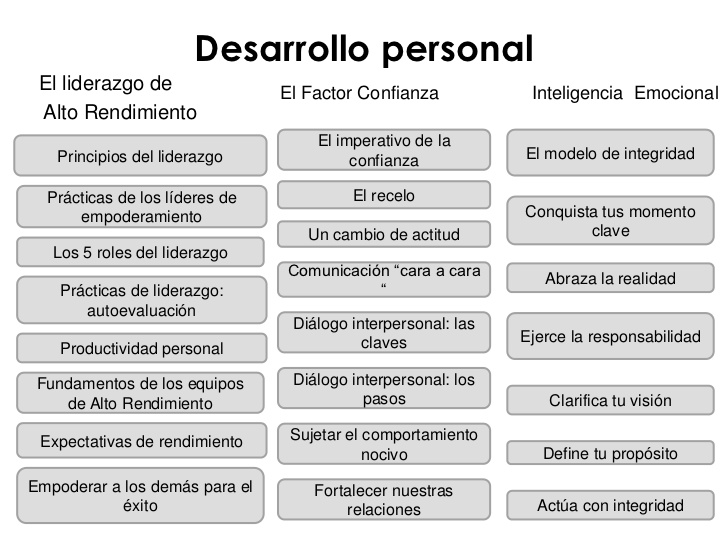 Desarrollo personal
El liderazgo de
Alto Rendimiento
Principios del liderazgo
Prácticas de los líderes de
empoderamiento
Los 5 roles del liderazgo
Prácticas de liderazgo:
autoevaluación
Productividad personal
Fundamentos de los equipos
de Alto Rendimiento
Expectativas de rendimiento
Empoderar a los demás para el
éxito
El Factor Confianza
El imperativo de la
confianza
El recelo
Un cambio de actitud
Comunicación “cara a cara
“
Diálogo interpersonal: las
claves
Diálogo interpersonal: los
pasos
Sujetar el comportamiento
nocivo
Fortalecer nuestras
relaciones
Inteligencia Emocional
El modelo de integridad
Conquista tus momento
clave
Abraza la realidad
Ejerce la responsabilidad
Clarifica tu visión
Define tu propósito
Actúa con integridad